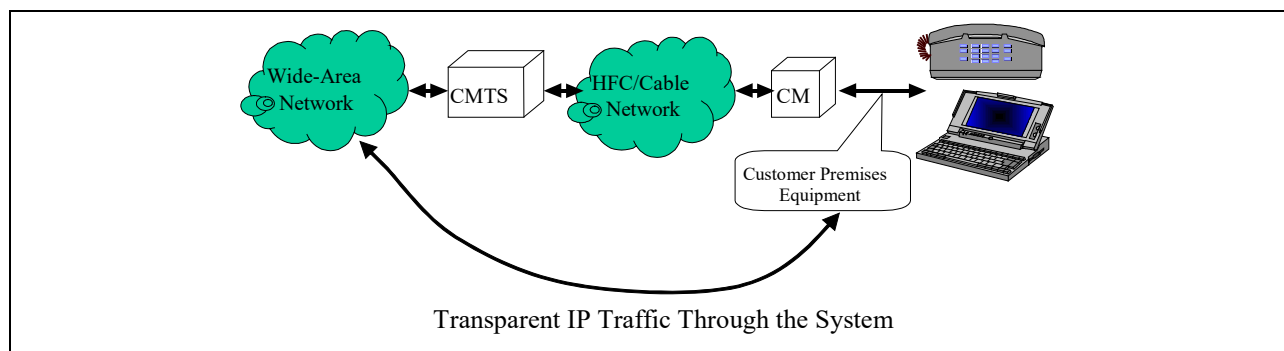 Wide-Area
Network
CMTS
HFC/Cable
Network
CM
Customer Premises
Equipment
Transparent IP Traffic Through the System